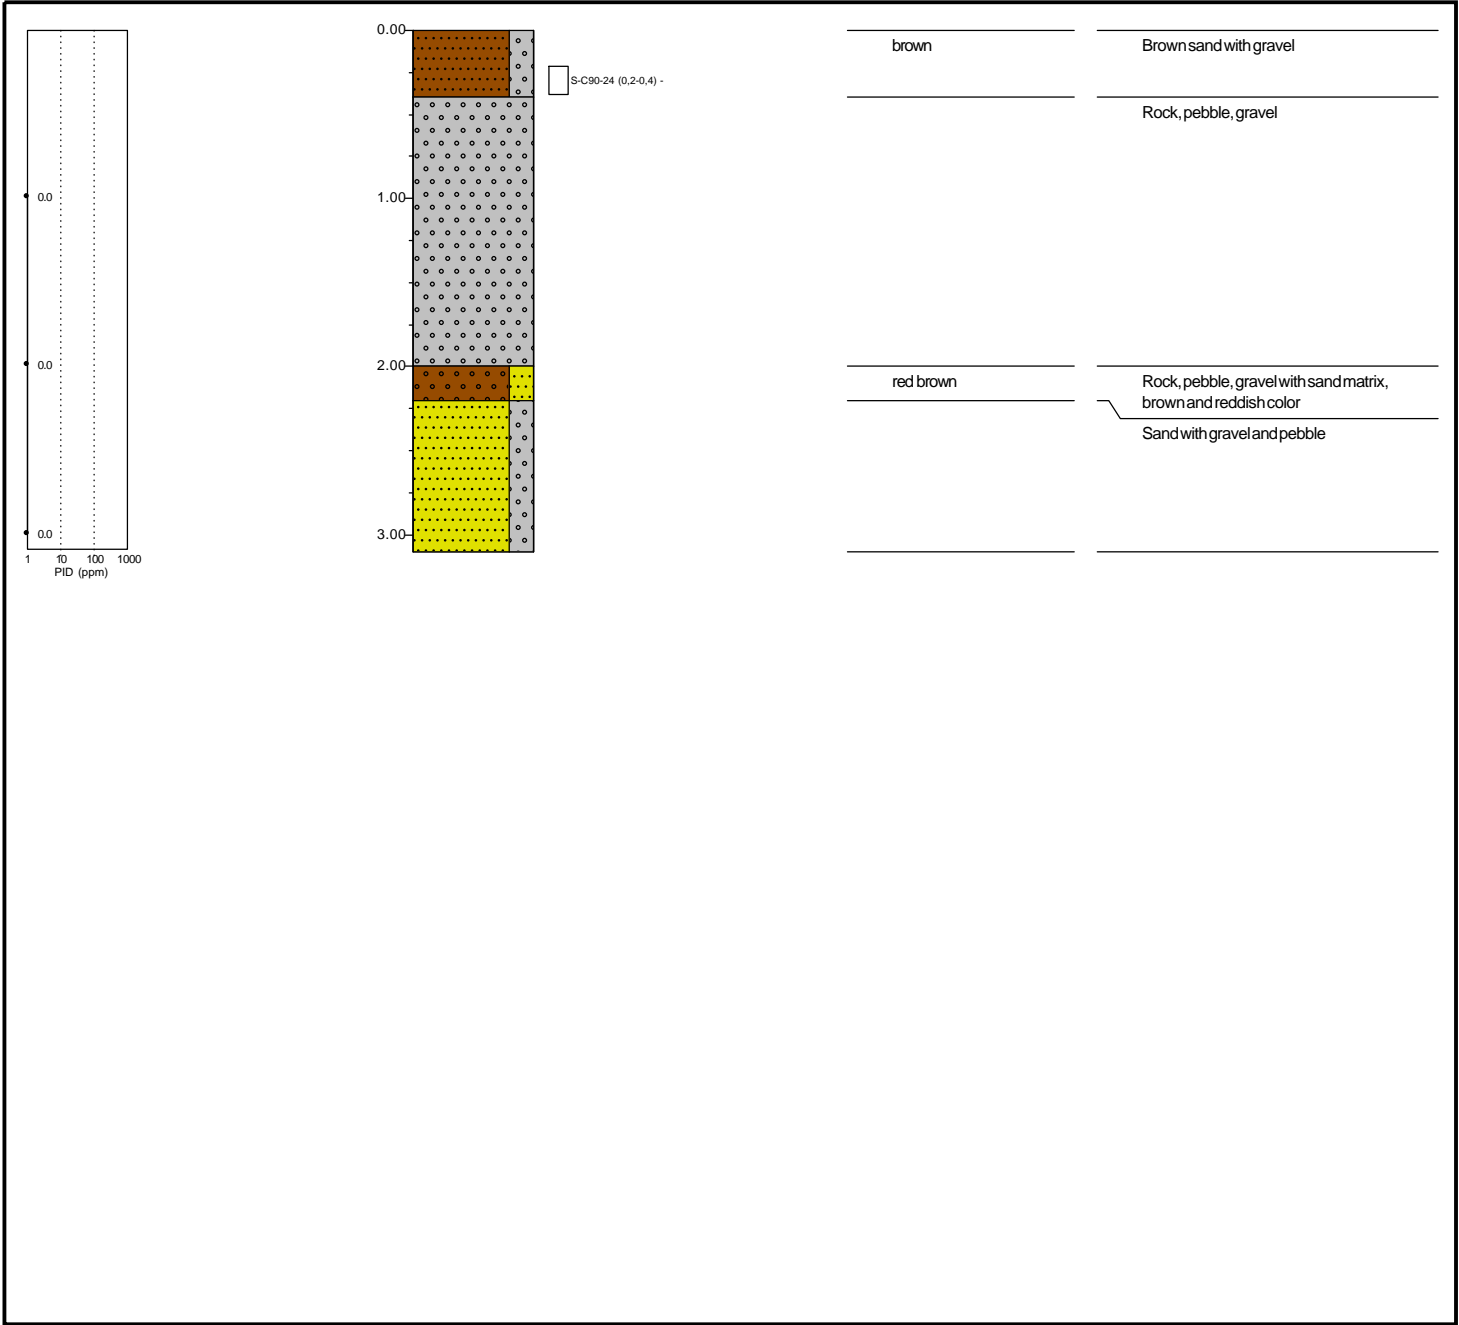 0.00
brown
Brown sand with gravel
S-C90-24 (0,2-0,4) -
Rock, pebble, gravel
0.0
1.00
0.0
2.00
red brown
Rock, pebble, gravel with sand matrix,
brown and reddish color
Sand with gravel and pebble
0.0
3.00
1 10 100 1000
PID (ppm)